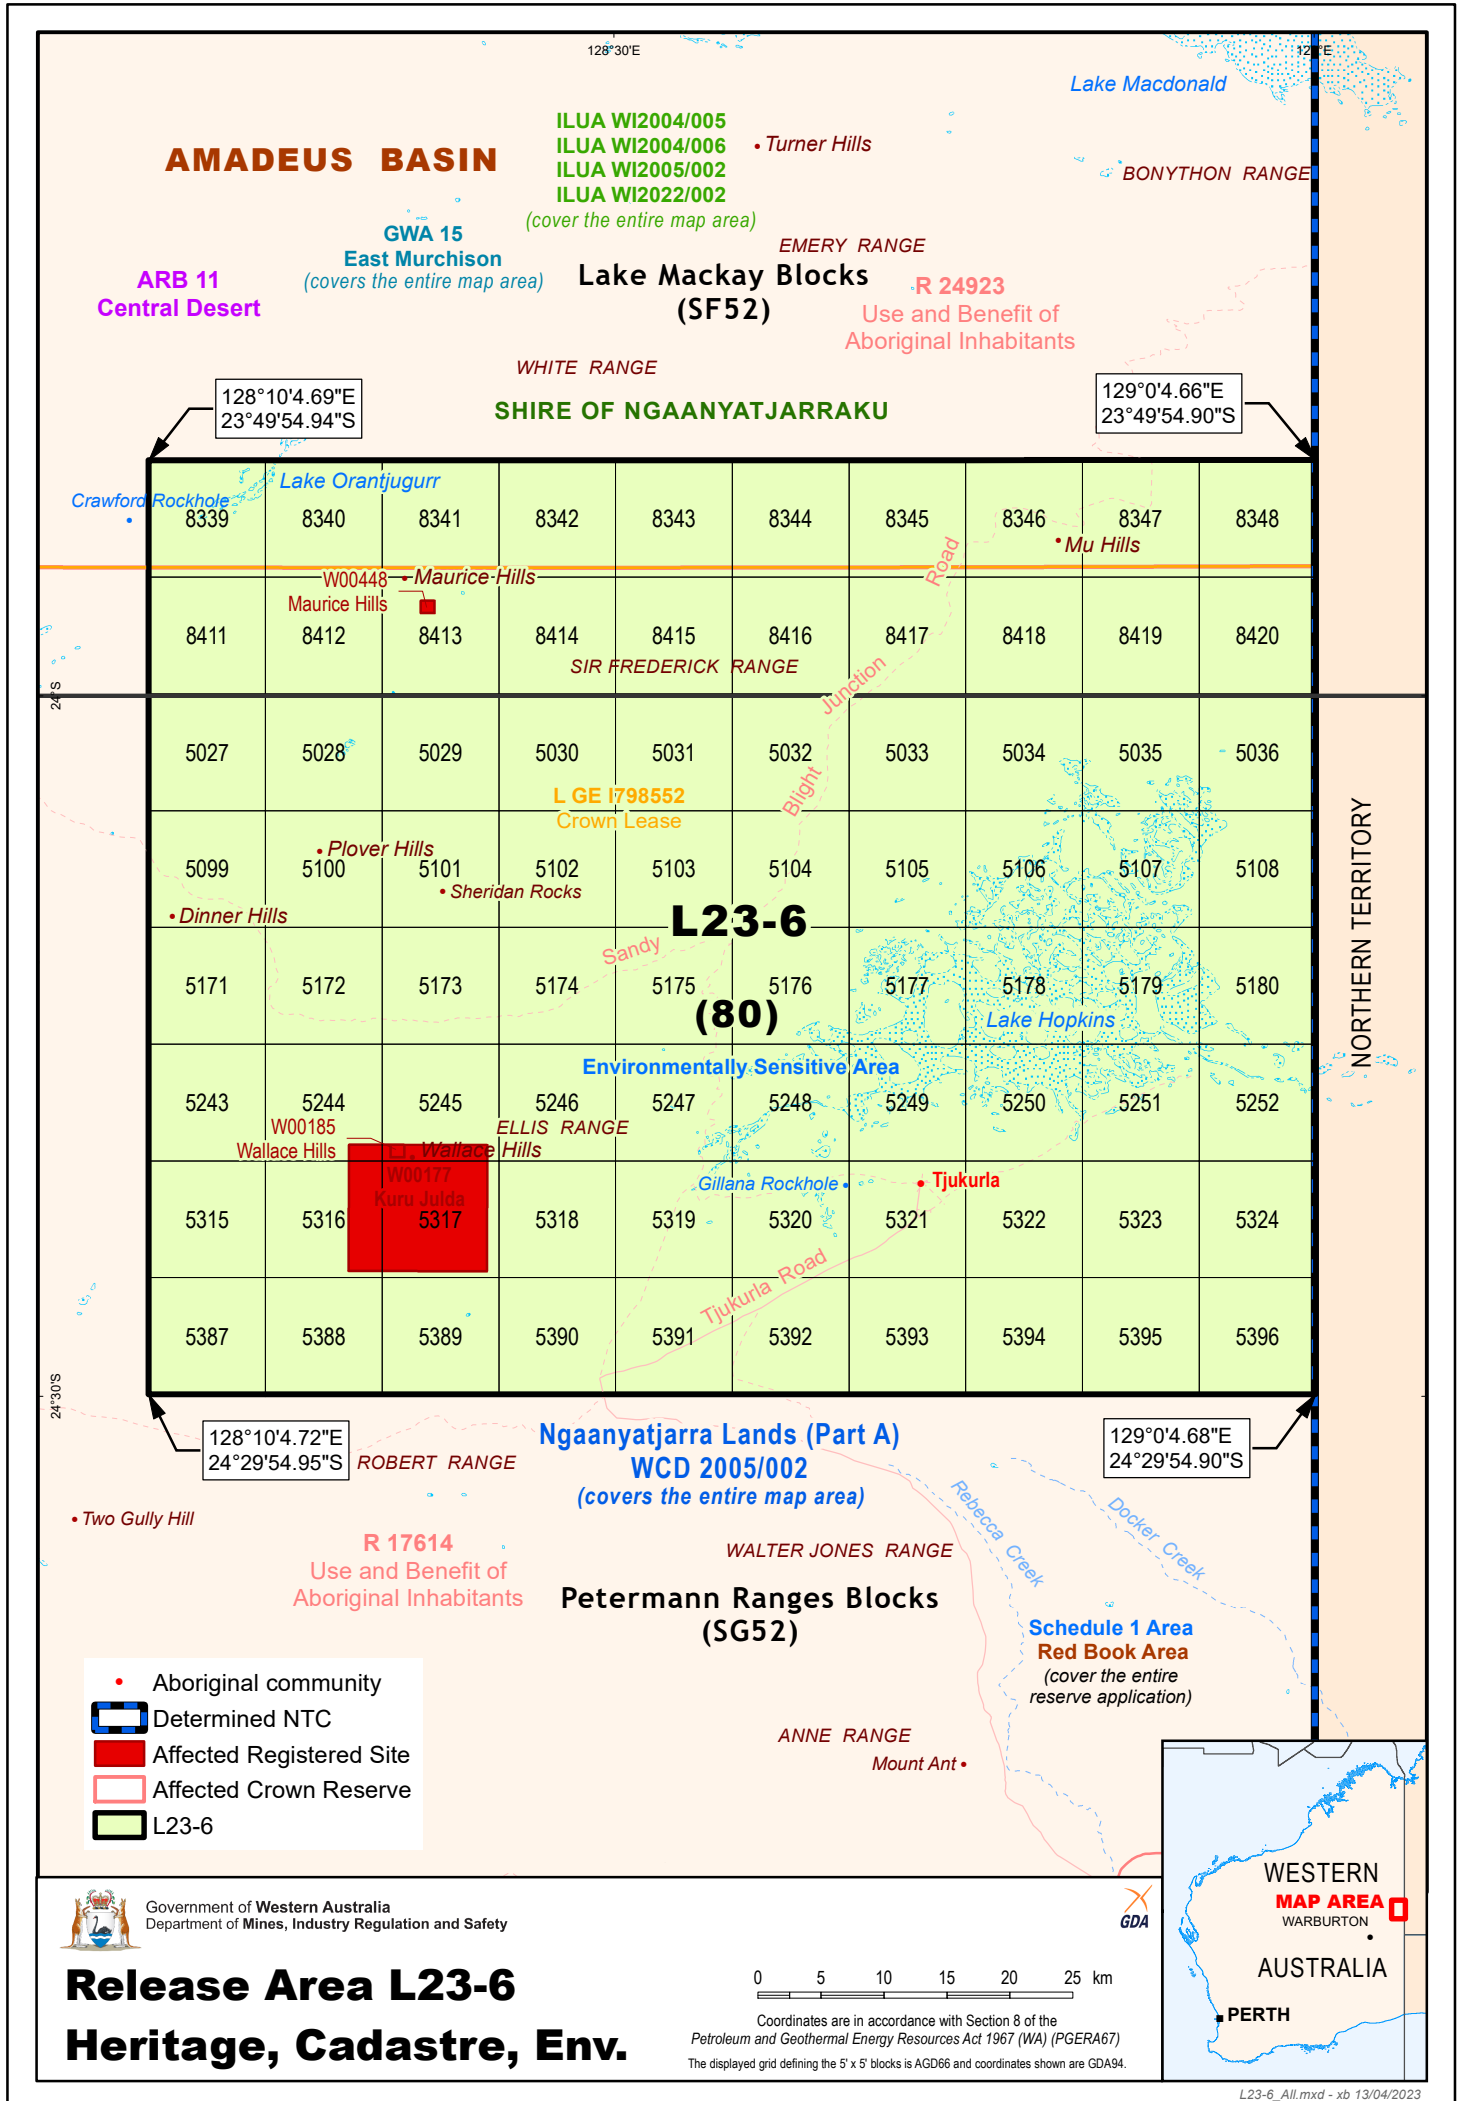 128°30'E
Lake Macdonald
ILUA WI2004/005
ILUA WI2004/006
ILUA WI2005/002
ILUA WI2022/002
(cover the entire map area)
Turner Hills
AMADEUS BASIN
BONYTHON RANGE
GWA 15
East Murchison
(covers the entire map area)
EMERY RANGE
ARB 11
Central Desert
Lake Mackay Blocks
(SF52)
R 24923
Use and Benefit of
Aboriginal Inhabitants
WHITE RANGE
128°10'4.69"E
23°49'54.94"S
SHIRE OF NGAANYATJARRAKU
129°0'4.66"E
23°49'54.90"S
Lake Orantjugurr
Crawford Rockhole
8339 8340 8341 8342 8343 8344 8345 8346 8347 8348
Mu Hills
Road
W00448
Maurice Hills
Maurice Hills
8411 8412 8413 8414 8415 8416 8417 8418 8419 8420
SIR FREDERICK RANGE
Junction
24°S
5027 5028 5029 5030 5031 5032 5033 5034 5035 5036
Blight
L GE I798552
Crown Lease
Plover Hills
5099 5100 5101 5102 5103 5104 5105 5106 5107 5108
Sheridan Rocks
Dinner Hills
L23-6
Sandy
NORTHERN TERRITORY
5171 5172 5173 5174 5175 5176 5177 5178 5179 5180
(80)
Lake Hopkins
Environmentally Sensitive Area
5243 5244 5245 5246 5247 5248 5249 5250 5251 5252
W00185
Wallace Hills
ELLIS RANGE
Wallace Hills
W00177
Kuru Julda
Gillana Rockhole
Tjukurla
5315 5316 5317 5318 5319 5320 5321 5322 5323 5324
Tjukurla Road
5387 5388 5389 5390 5391 5392 5393 5394 5395 5396
24°30'S
128°10'4.72"E
24°29'54.95"S
Ngaanyatjarra Lands (Part A)
WCD 2005/002
(covers the entire map area)
129°0'4.68"E
24°29'54.90"S
ROBERT RANGE
Rebecca Creek
Docker Creek
Two Gully Hill
R 17614
Use and Benefit of
Aboriginal Inhabitants
WALTER JONES RANGE
Petermann Ranges Blocks
(SG52)
Schedule 1 Area
Red Book Area
(cover the entire
reserve application)
ANNE RANGE
Mount Ant
Aboriginal community
Determined NTC
Affected Registered Site
Affected Crown Reserve
L23-6
Government of Western Australia
Department of Mines, Industry Regulation and Safety
GDA
Release Area L23-6
Heritage, Cadastre, Env.
0 5 10 15 20 25 km
Coordinates are in accordance with Section 8 of the
Petroleum and Geothermal Energy Resources Act 1967 (WA) (PGERA67)
The displayed grid defining the 5' x 5' blocks is AGD66 and coordinates shown are GDA94.
WESTERN
MAP AREA
WARBURTON
AUSTRALIA
PERTH
L23-6_All.mxd - xb 13/04/2023